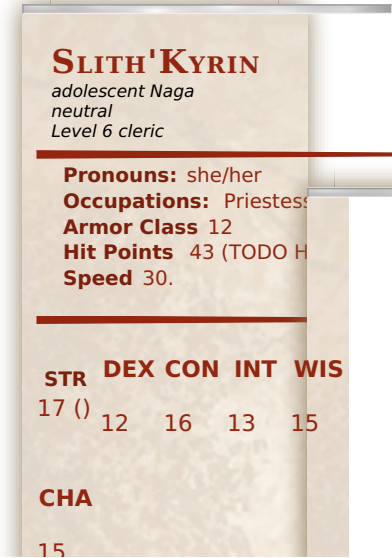 Slith'Kyrin
adolescent Naga
neutral
Level 6 cleric
Pronouns: she/her
Occupations: Priestess
Armor Class 12
Hit Points 43 (TODO H
Speed 30.
STR DEX CON INT WIS
17 () 12 16 13 15
CHA
15